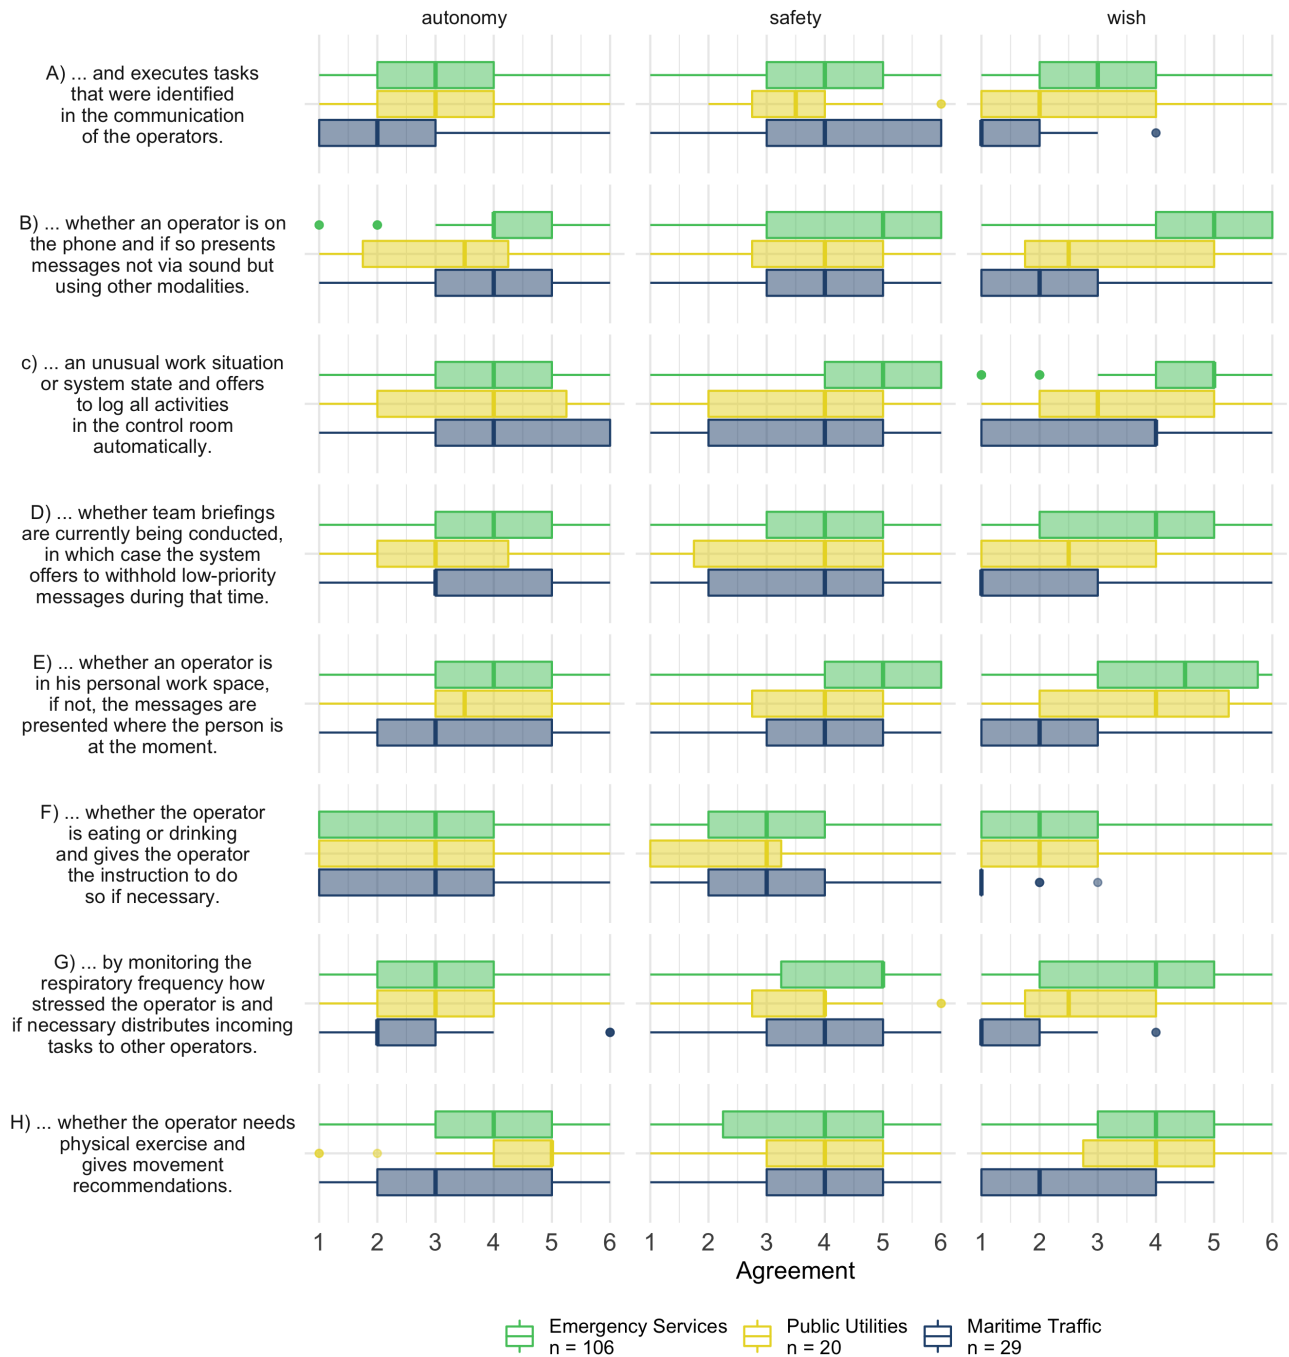 autonomy safety wish
A) ... and executes tasks
that were identified
in the communication
of the operators.
B) ... whether an operator is on
the phone and if so presents
messages not via sound but
using other modalities.
c) ... an unusual work situation
or system state and offers
to log all activities
in the control room
automatically.
D) ... whether team briefings
are currently being conducted,
in which case the system
offers to withhold low-priority
messages during that time.
E) ... whether an operator is
in his personal work space,
if not, the messages are
presented where the person is
at the moment.
F) ... whether the operator
is eating or drinking
and gives the operator
the instruction to do
so if necessary.
G) ... by monitoring the
respiratory frequency how
stressed the operator is and
if necessary distributes incoming
tasks to other operators.
H) ... whether the operator needs
physical exercise and
gives movement
recommendations.
1 2 3 4 5 6 1 2 3 4 5 6 1 2 3 4 5 6
Agreement
Emergency Services Public Utilities Maritime Traffic
n = 106 n = 20 n = 29